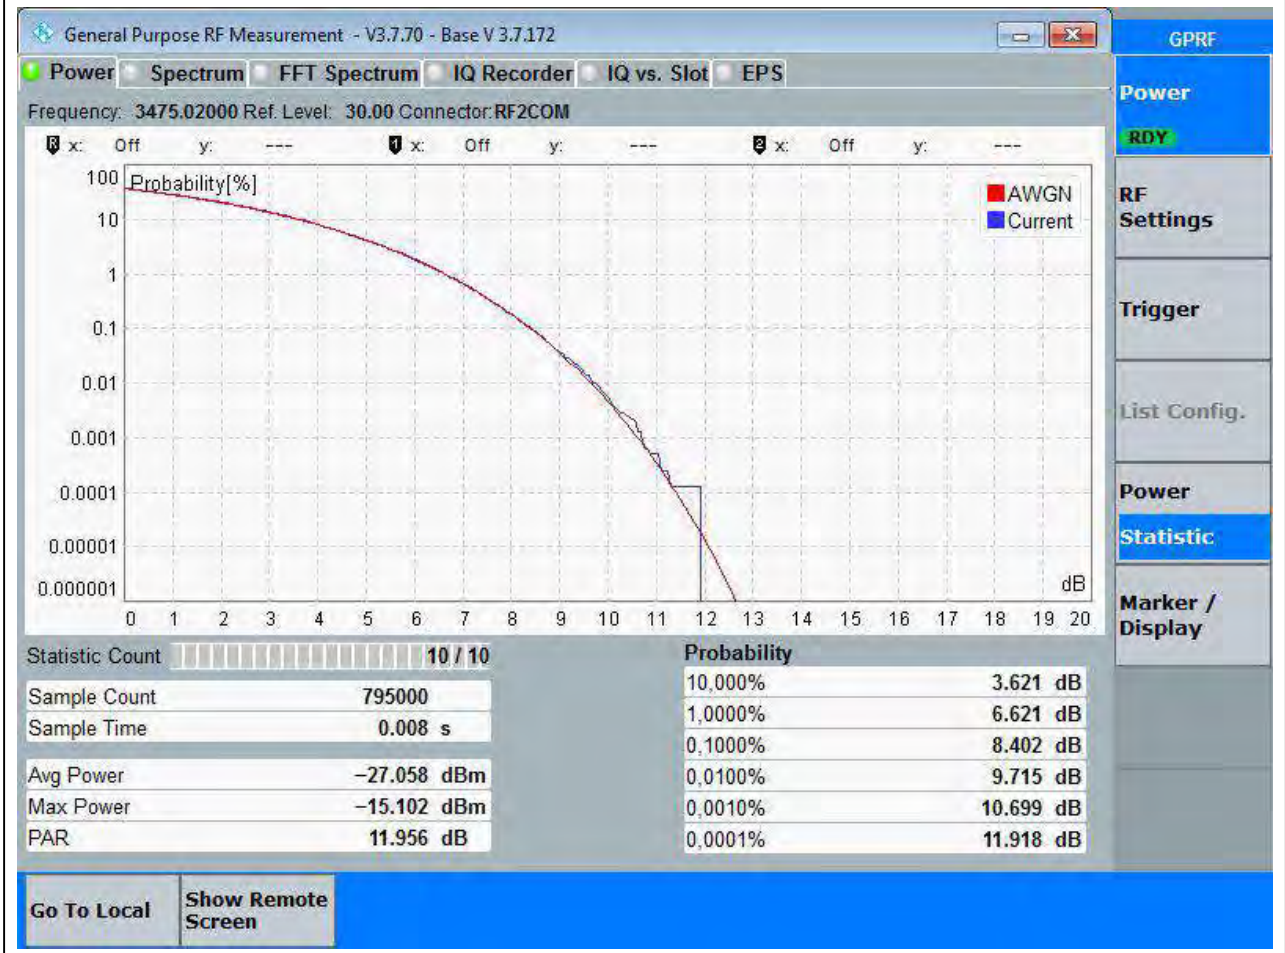 General Purpose RF Measurement - V3.7.70 - Base V 3.7.172
GPRF
Power Spectrum FFT Spectrum IQ Recorder IQ vs. Slot EPS
Frequency: 3475.02000 Ref. Level: 30.00 Connector:RF2COM
R x: Off y: --- 1 x: Off y: --- 2 x: Off y: ---
Probability[%]
AWGN
Current
100
10
1
0.1
0.01
0.001
0.0001
0.00001
0.000001
dB
0 1 2 3 4 5 6 7 8 9 10 11 12 13 14 15 16 17 18 19 20
Statistic Count 10 / 10
Sample Count 795000
Sample Time 0.008 s
Avg Power −27.058 dBm
Max Power −15.102 dBm
PAR 11.956 dB
Probability
10,000% 3.621 dB
1,0000% 6.621 dB
0,1000% 8.402 dB
0,0100% 9.715 dB
0,0010% 10.699 dB
0,0001% 11.918 dB
Power
RDY
RF
Settings
Trigger
List Config.
Power
Statistic
Marker /
Display
Go To Local
Show Remote
Screen